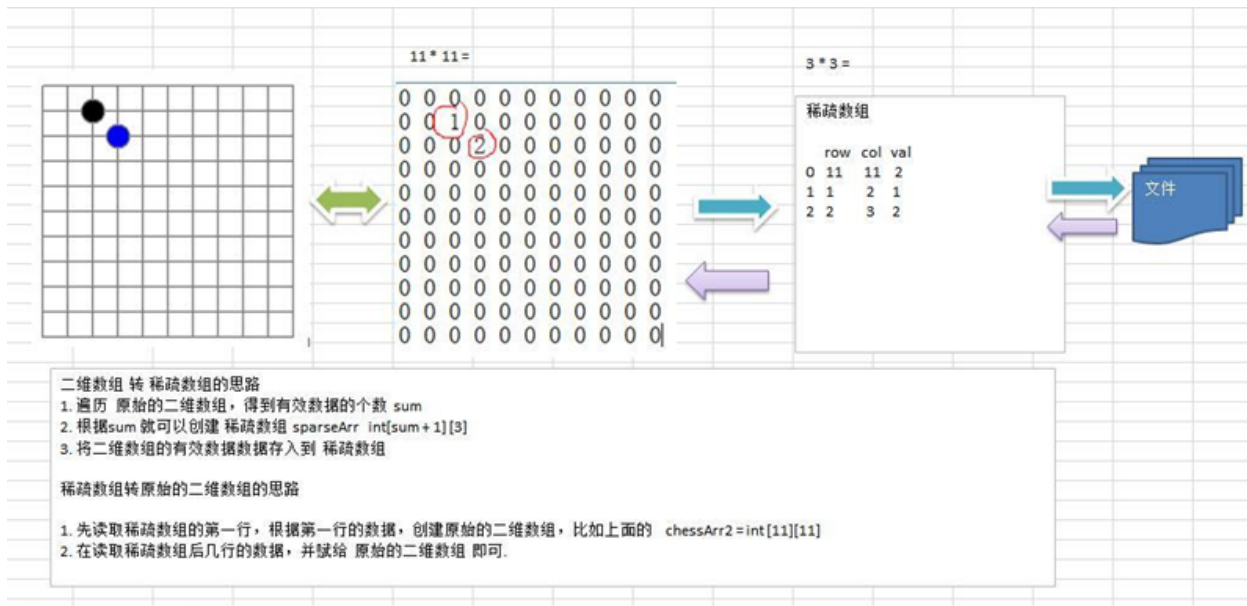 11 * 11 =
0 0 0 0 0 0 0 0 0 0 0
0 0 1 0 0 0 0 0 0 0 0
0 0 0 2 0 0 0 0 0 0 0
0 0 0 0 0 0 0 0 0 0 0
0 0 0 0 0 0 0 0 0 0 0
0 0 0 0 0 0 0 0 0 0 0
0 0 0 0 0 0 0 0 0 0 0
0 0 0 0 0 0 0 0 0 0 0
0 0 0 0 0 0 0 0 0 0 0
0 0 0 0 0 0 0 0 0 0 0
0 0 0 0 0 0 0 0 0 0 0
3 * 3 =
稀疏数组
row col val
0 11 11 2
1 1 2 1
2 2 3 2
文件
二维数组 转 稀疏数组的思路
1. 遍历 原始的二维数组，得到有效数据的个数 sum
2. 根据sum 就可以创建 稀疏数组 sparseArr int[sum + 1] [3]
3. 将二维数组的有效数据数据存入到 稀疏数组
稀疏数组转原始的二维数组的思路
1. 先读取稀疏数组的第一行，根据第一行的数据，创建原始的二维数组，比如上面的 chessArr2 = int [11][11]
2. 在读取稀疏数组后几行的数据，并赋给 原始的二维数组 即可.